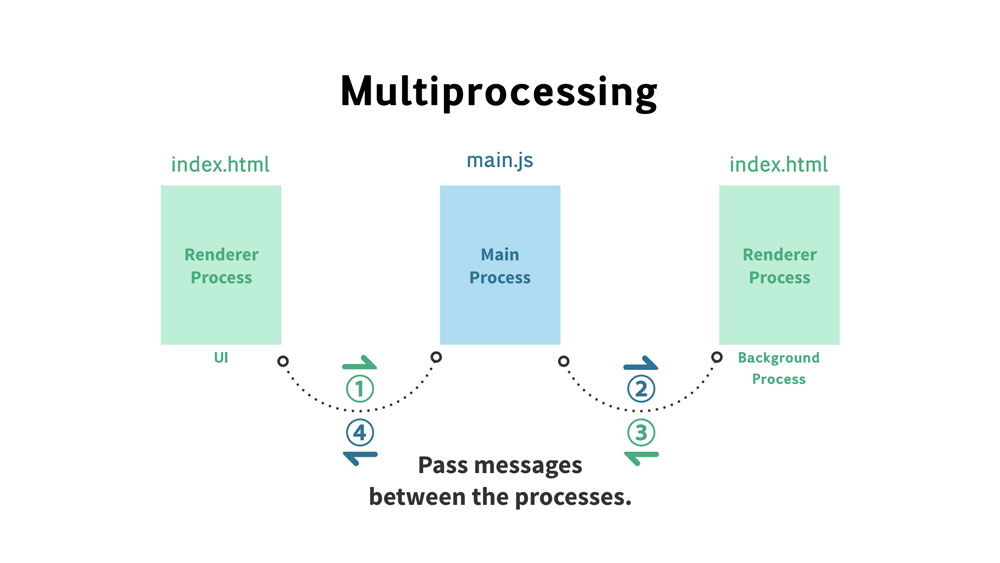 Multiprocessing
index.html
main.js
index.html
Renderer
Process
Main
Process
Renderer
Process
UI
Background
Process
①
②
④
③
Pass messages
between the processes.